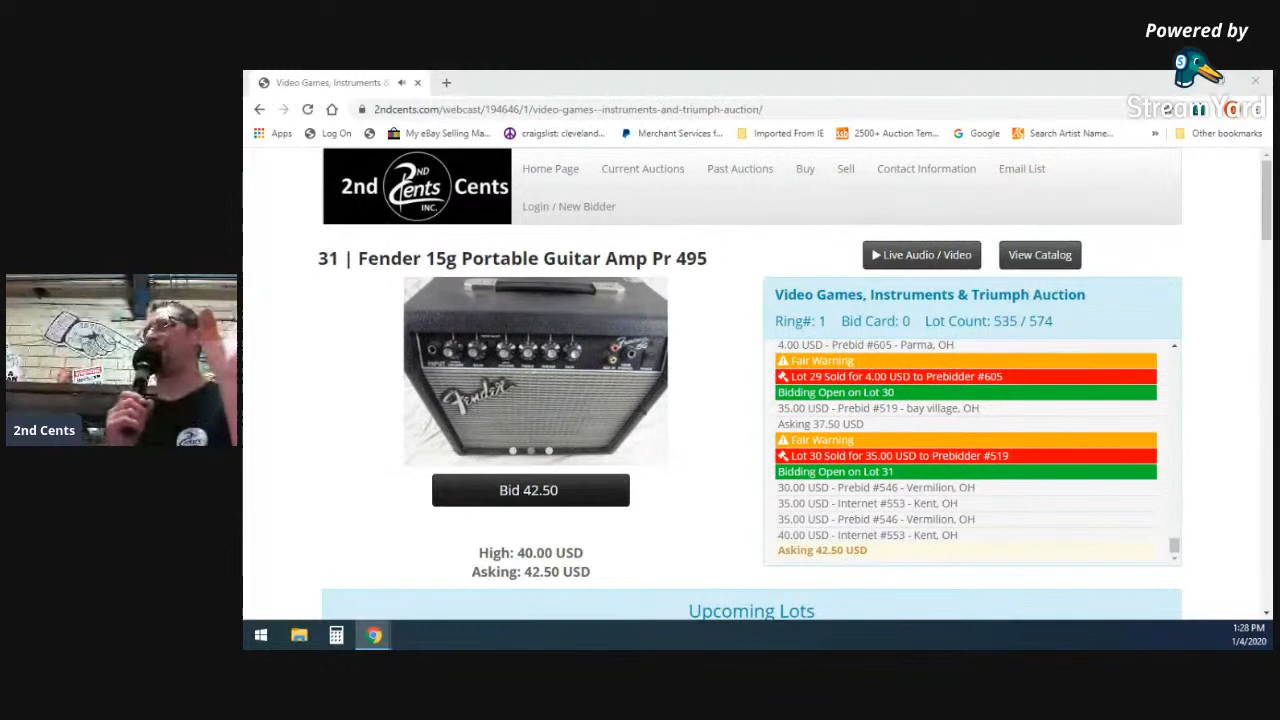 Powered by
StreamYard
Video Games, Instruments &
2ndcents.com/webcast/194646/1/video-games--instruments-and-triumph-auction/
Apps
Log On
My eBay Selling Ma...
craigslist: cleveland...
Merchant Services f...
Imported From IE
2500+ Auction Tem...
Google
Search Artist Name...
Other bookmarks
2nd
2ND Cents INC.
Cents
Home Page
Current Auctions
Past Auctions
Buy
Sell
Contact Information
Email List
Login / New Bidder
31 | Fender 15g Portable Guitar Amp Pr 495
Live Audio / Video
View Catalog
Fender
INPUT
Bid 42.50
High: 40.00 USD
Asking: 42.50 USD
Video Games, Instruments & Triumph Auction
Ring#: 1 Bid Card: 0 Lot Count: 535 / 574
4.00 USD - Prebid #605 - Parma, OH
Fair Warning
Lot 29 Sold for 4.00 USD to Prebidder #605
Bidding Open on Lot 30
35.00 USD - Prebid #519 - bay village, OH
Asking 37.50 USD
Fair Warning
Lot 30 Sold for 35.00 USD to Prebidder #519
Bidding Open on Lot 31
30.00 USD - Prebid #546 - Vermilion, OH
35.00 USD - Internet #553 - Kent, OH
35.00 USD - Prebid #546 - Vermilion, OH
40.00 USD - Internet #553 - Kent, OH
Asking 42.50 USD
Upcoming Lots
2nd Cents
1:28 PM
1/4/2020